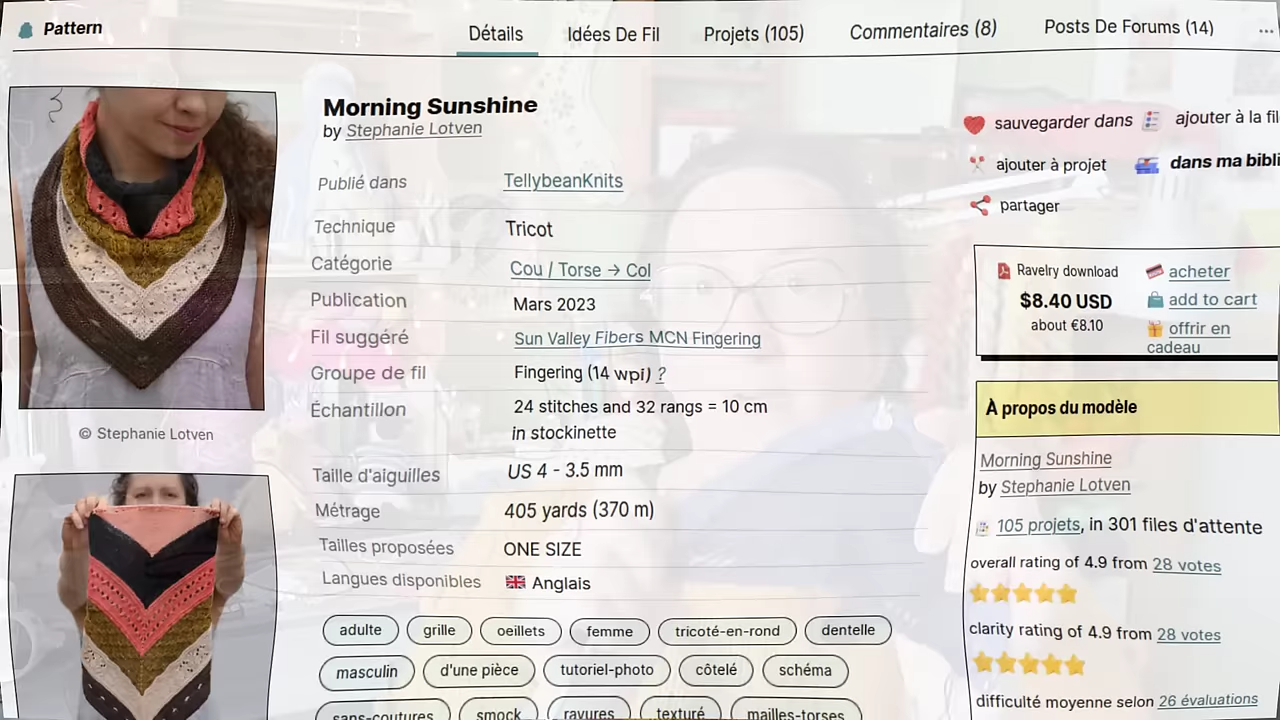 Pattern
Détails
Idées De Fil
Projets (105)
Commentaires (8)
Posts De Forums (14)
...
Morning Sunshine
by Stephanie Lotven
Publié dans TellybeanKnits
Technique Tricot
Catégorie Cou / Torse → Col
Publication Mars 2023
Fil suggéré Sun Valley Fibers MCN Fingering
Groupe de fil Fingering (14 wpi) ?
Échantillon 24 stitches and 32 rangs = 10 cm
in stockinette
Taille d'aiguilles US 4 - 3.5 mm
Métrage 405 yards (370 m)
Tailles proposées ONE SIZE
Langues disponibles Anglais
adulte grille oeillets femme tricoté-en-rond dentelle
masculin d'une pièce tutoriel-photo côtelé schéma
sans-coutures smock rayures texturé mailles-torses
© Stephanie Lotven
sauvegarder dans ajouter à la fil
ajouter à projet dans ma bibli
partager
Ravelry download
$8.40 USD
about €8.10
acheter
add to cart
offrir en
cadeau
À propos du modèle
Morning Sunshine
by Stephanie Lotven
105 projets, in 301 files d'attente
overall rating of 4.9 from 28 votes
clarity rating of 4.9 from 28 votes
difficulté moyenne selon 26 évaluations